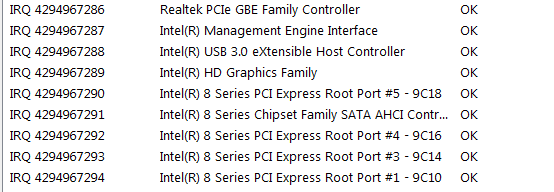 IRQ 4294967286 Realtek PCIe GBE Family Controller OK
IRQ 4294967287 Intel(R) Management Engine Interface OK
IRQ 4294967288 Intel(R) USB 3.0 eXtensible Host Controller OK
IRQ 4294967289 Intel(R) HD Graphics Family OK
IRQ 4294967290 Intel(R) 8 Series PCI Express Root Port #5 - 9C18 OK
IRQ 4294967291 Intel(R) 8 Series Chipset Family SATA AHCI Contr... OK
IRQ 4294967292 Intel(R) 8 Series PCI Express Root Port #4 - 9C16 OK
IRQ 4294967293 Intel(R) 8 Series PCI Express Root Port #3 - 9C14 OK
IRQ 4294967294 Intel(R) 8 Series PCI Express Root Port #1 - 9C10 OK